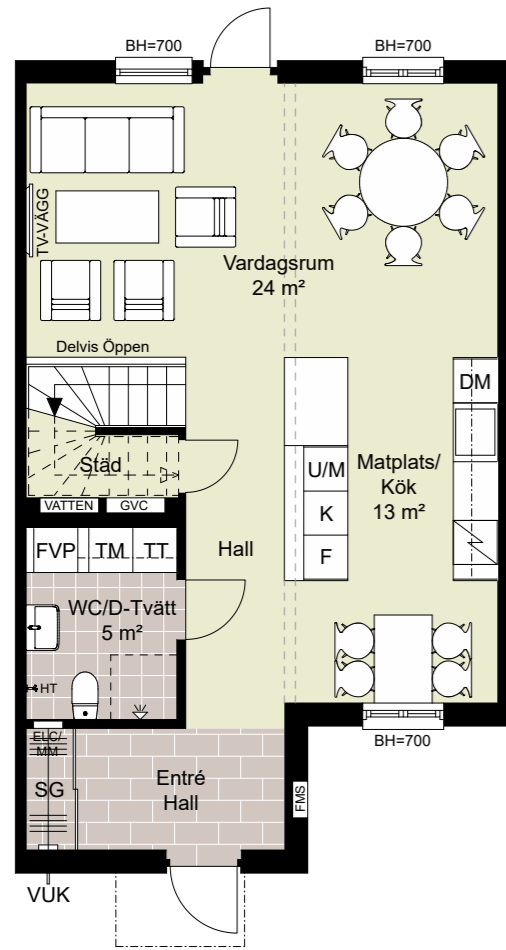 BH=700
BH=700
TV-VÄGG
Vardagsrum
24 m²
Delvis Öppen
DM
Städ
U/M
Matplats/
Kök
13 m²
K
VATTEN
GVC
F
FVP
TM
TT
Hall
WC/D-Tvätt
5 m²
HT
ELC/
MM
BH=700
SG
Entré
Hall
FMS
VUK